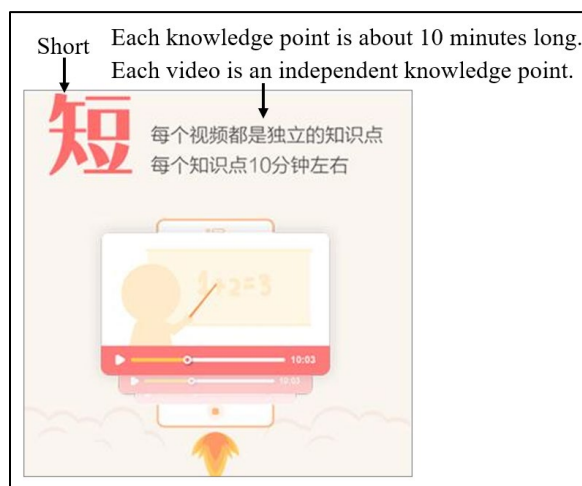 Short
Each knowledge point is about 10 minutes long.
Each video is an independent knowledge point.
短
每个视频都是独立的知识点
每个知识点10分钟左右
1+2=3
10:03
10:03